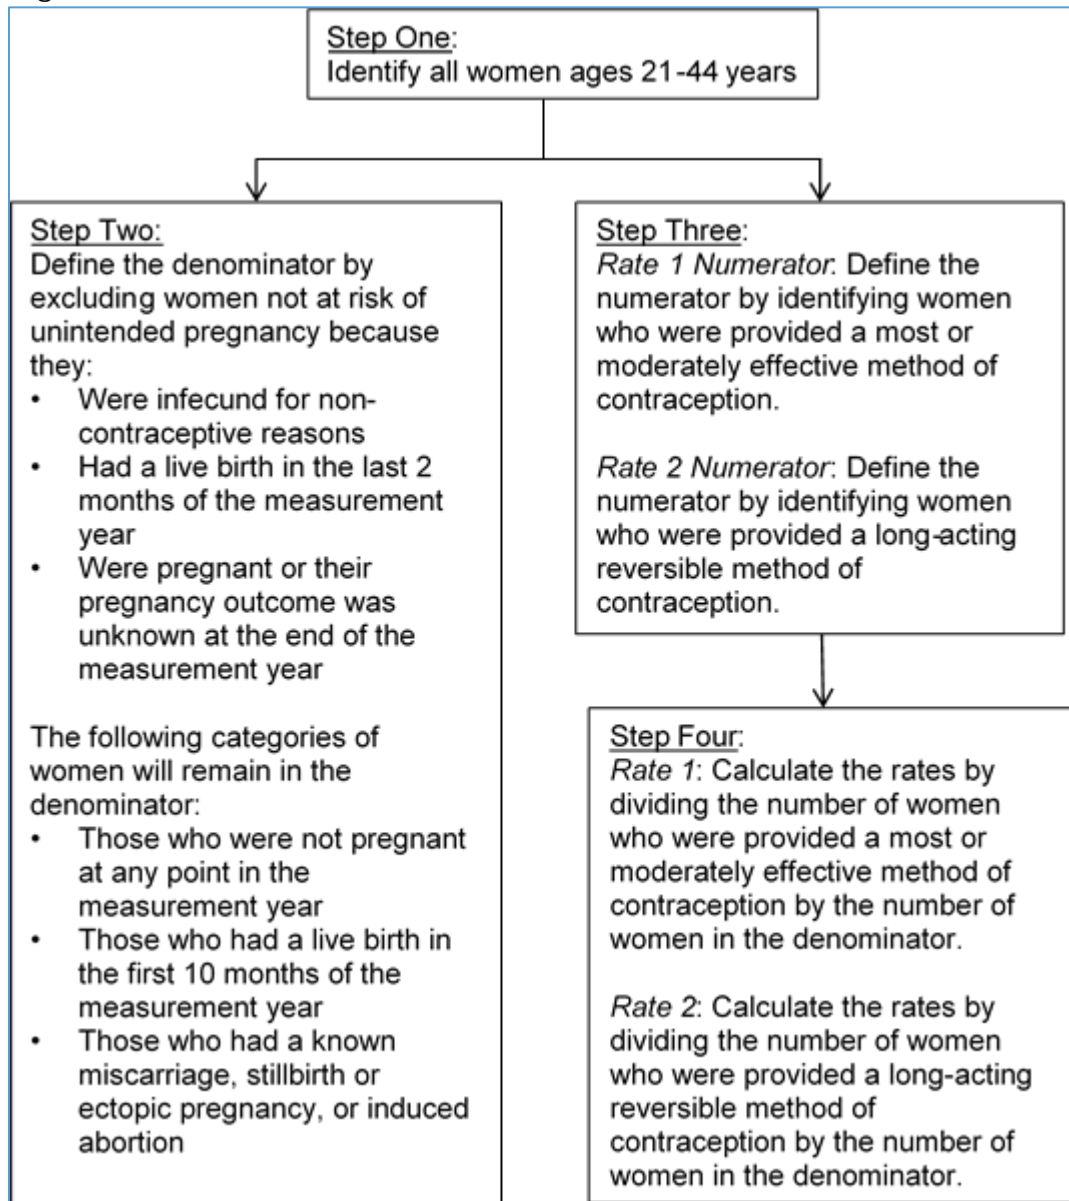 Step One:
Identify all women ages 21-44 years
Step Two:
Define the denominator by
excluding women not at risk of
unintended pregnancy because
they:
• Were infecund for non-
contraceptive reasons
• Had a live birth in the last 2
months of the measurement
year
• Were pregnant or their
pregnancy outcome was
unknown at the end of the
measurement year
The following categories of
women will remain in the
denominator:
• Those who were not pregnant
at any point in the
measurement year
• Those who had a live birth in
the first 10 months of the
measurement year
• Those who had a known
miscarriage, stillbirth or
ectopic pregnancy, or induced
abortion
Step Three:
Rate 1 Numerator: Define the
numerator by identifying women
who were provided a most or
moderately effective method of
contraception.
Rate 2 Numerator: Define the
numerator by identifying women
who were provided a long-acting
reversible method of
contraception.
Step Four:
Rate 1: Calculate the rates by
dividing the number of women
who were provided a most or
moderately effective method of
contraception by the number of
women in the denominator.
Rate 2: Calculate the rates by
dividing the number of women
who were provided a long-acting
reversible method of
contraception by the number of
women in the denominator.